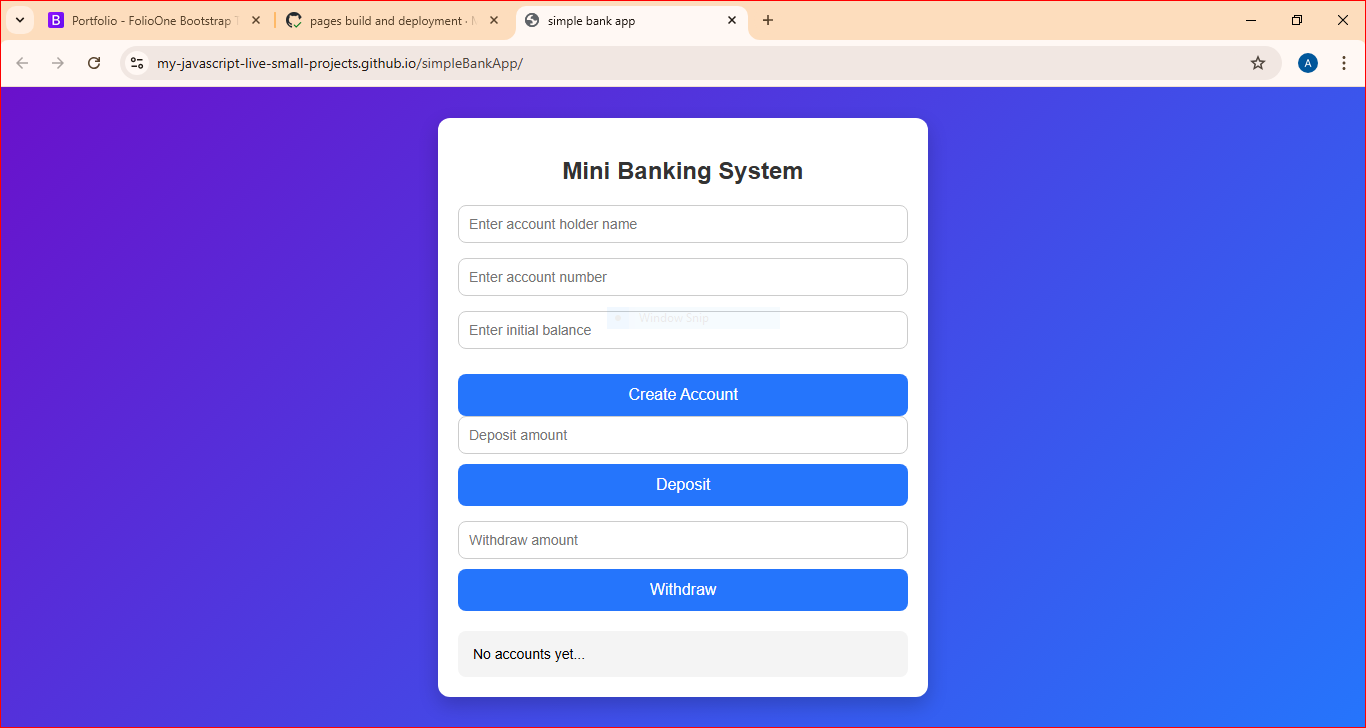 Portfolio - FolioOne Bootstrap
pages build and deployment ·
simple bank app
my-javascript-live-small-projects.github.io/simpleBankApp/
A
Mini Banking System
Enter account holder name
Enter account number
Window Snip
Enter initial balance
Create Account
Deposit amount
Deposit
Withdraw amount
Withdraw
No accounts yet...